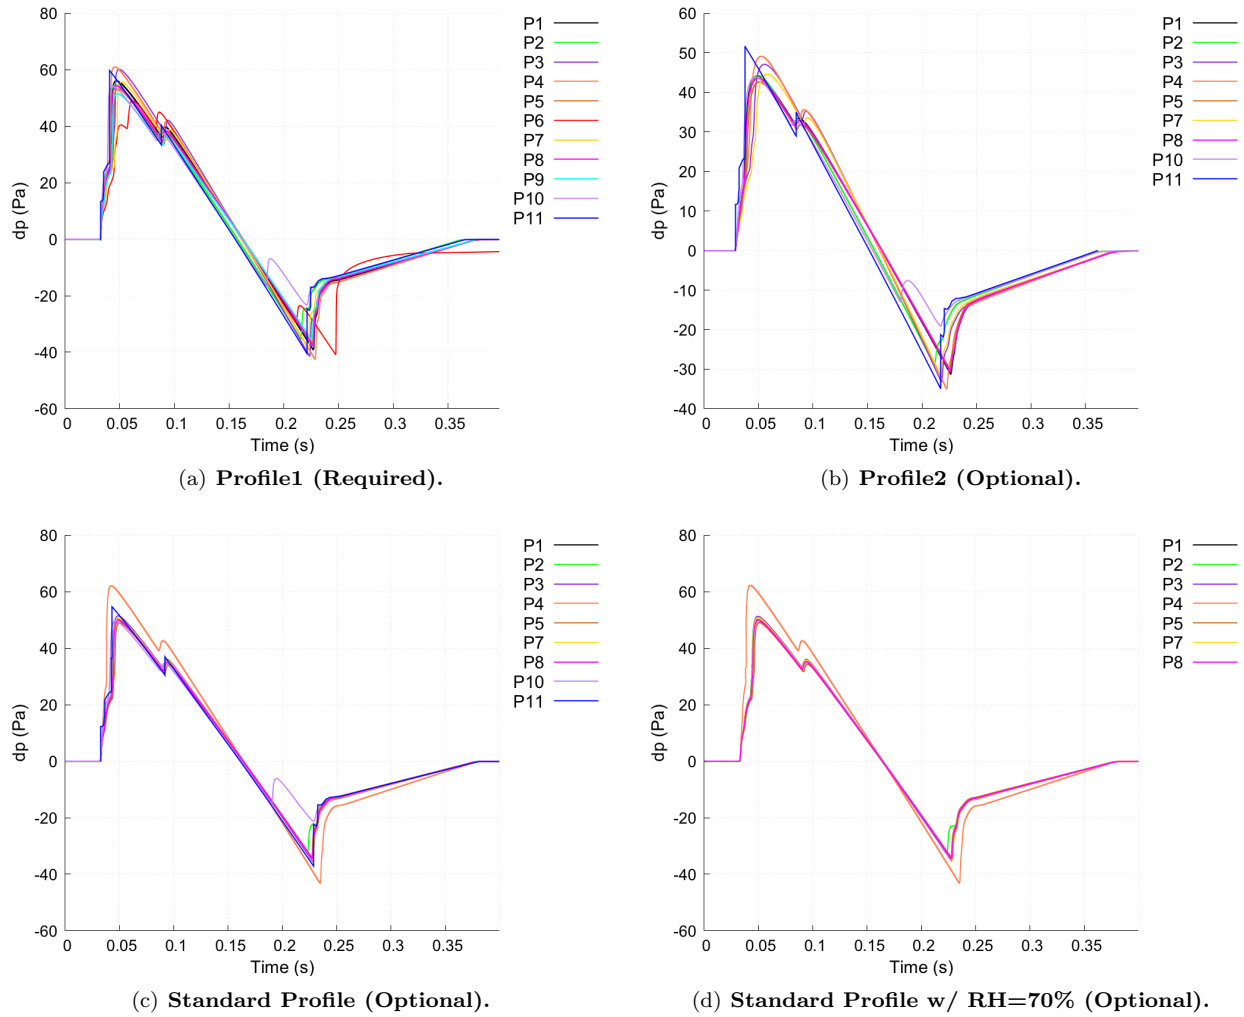 80
60
40
20
0
-20
-40
-60
dp (Pa)
0 0.05 0.1 0.15 0.2 0.25 0.3 0.35
Time (s)
P1
P2
P3
P4
P5
P6
P7
P8
P9
P10
P11
(a) Profile1 (Required).
60
50
40
30
20
10
0
-10
-20
-30
-40
dp (Pa)
0 0.05 0.1 0.15 0.2 0.25 0.3 0.35
Time (s)
P1
P2
P3
P4
P5
P7
P8
P10
P11
(b) Profile2 (Optional).
80
60
40
20
0
-20
-40
-60
dp (Pa)
0 0.05 0.1 0.15 0.2 0.25 0.3 0.35
Time (s)
P1
P2
P3
P4
P5
P7
P8
P10
P11
(c) Standard Profile (Optional).
80
60
40
20
0
-20
-40
-60
dp (Pa)
0 0.05 0.1 0.15 0.2 0.25 0.3 0.35
Time (s)
P1
P2
P3
P4
P5
P7
P8
(d) Standard Profile w/ RH=70% (Optional).